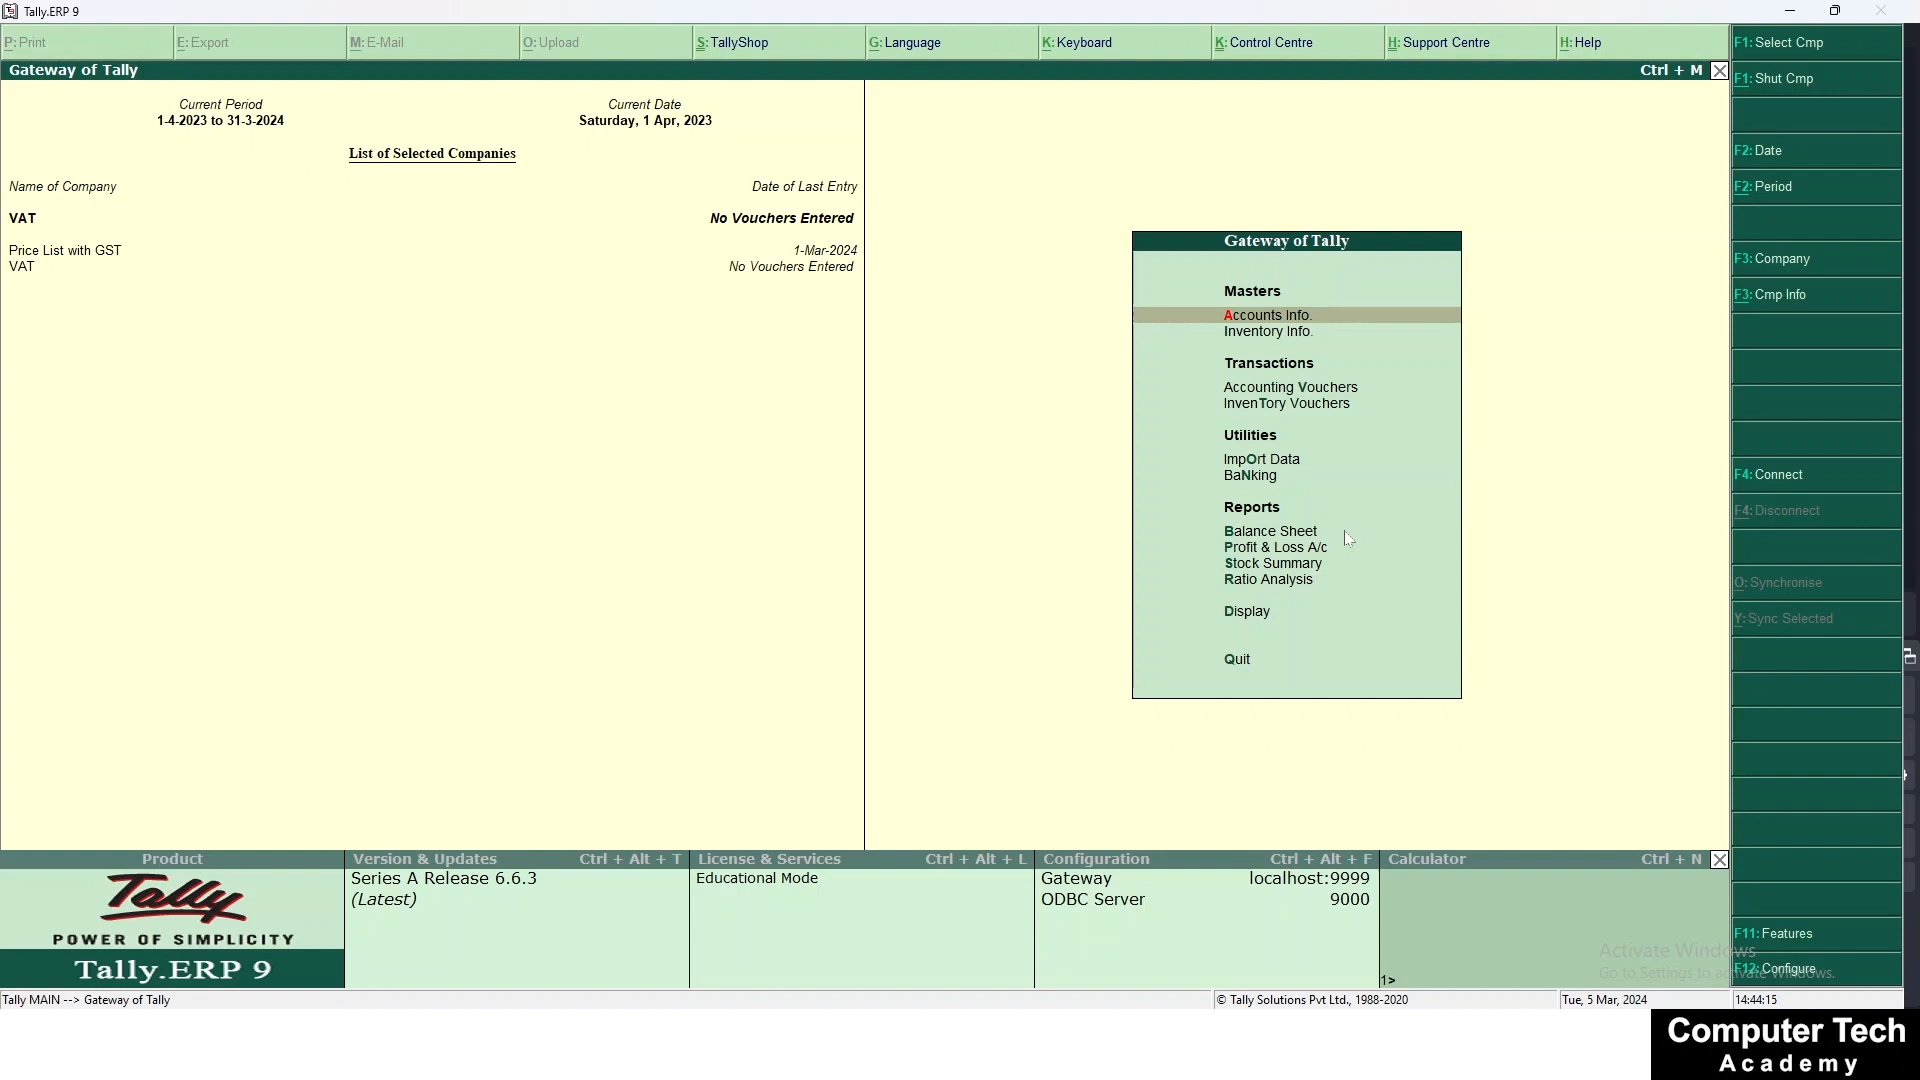 Tally.ERP 9
P: Print
E: Export
M: E-Mail
O: Upload
S: TallyShop
G: Language
K: Keyboard
K: Control Centre
H: Support Centre
H: Help
Gateway of Tally
Ctrl + M
Current Period
1-4-2023 to 31-3-2024
Current Date
Saturday, 1 Apr, 2023
List of Selected Companies
Name of Company
Date of Last Entry
VAT
No Vouchers Entered
Price List with GST
1-Mar-2024
VAT
No Vouchers Entered
Gateway of Tally
Masters
Accounts Info.
Inventory Info.
Transactions
Accounting Vouchers
InvenTory Vouchers
Utilities
ImpOrt Data
BaNking
Reports
Balance Sheet
Profit & Loss A/c
Stock Summary
Ratio Analysis
Display
Quit
F1: Select Cmp
F1: Shut Cmp
F2: Date
F2: Period
F3: Company
F3: Cmp Info
F4: Connect
F4: Disconnect
O: Synchronise
Y: Sync Selected
F11: Features
F12: Configure
Product
Tally
POWER OF SIMPLICITY
Tally.ERP 9
Version & Updates
Ctrl + Alt + T
Series A Release 6.6.3
(Latest)
License & Services
Ctrl + Alt + L
Educational Mode
Configuration
Ctrl + Alt + F
Gateway
localhost:9999
ODBC Server
9000
Calculator
Ctrl + N
1>
Activate Windows
Go to Settings to activate Windows.
Tally MAIN --> Gateway of Tally
© Tally Solutions Pvt Ltd., 1988-2020
Tue, 5 Mar, 2024
14:44:15
Computer Tech
Academy